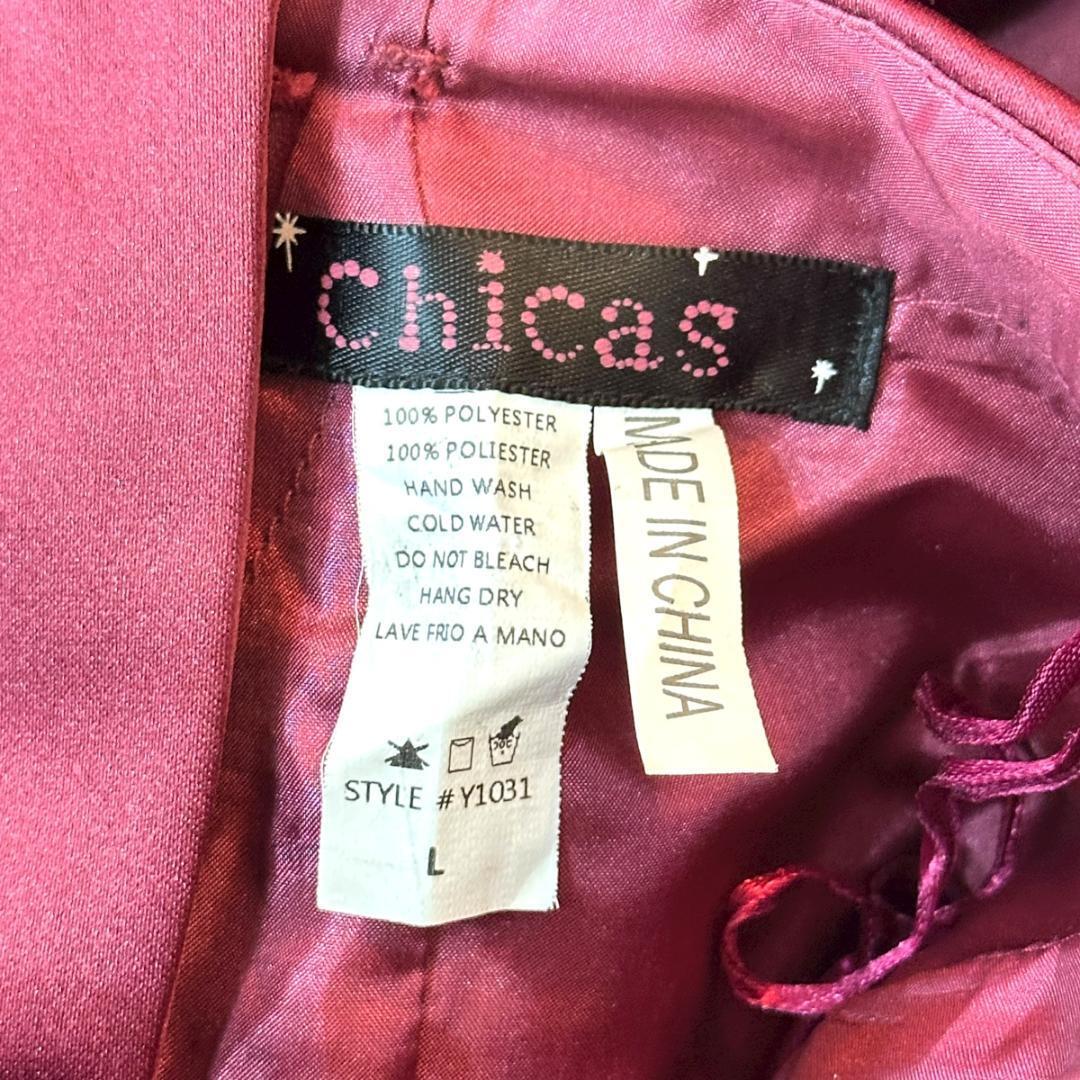 Chicas
100% POLYESTER
100% POLIESTER
HAND WASH
COLD WATER
DO NOT BLEACH
HANG DRY
LAVE FRIO A MANO
STYLE #Y1031
L
MDE IN CHINA